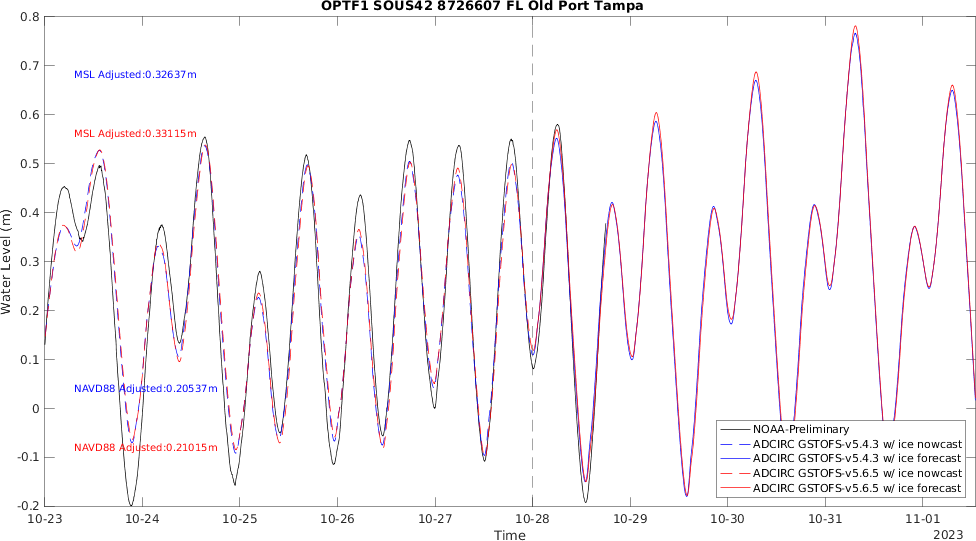 OPTF1 SOUS42 8726607 FL Old Port Tampa
0.8
0.7
0.6
0.5
0.4
0.3
0.2
0.1
0
-0.1
-0.2
Water Level (m)
MSL Adjusted:0.32637m
MSL Adjusted:0.33115m
NAVD88 Adjusted:0.20537m
NAVD88 Adjusted:0.21015m
NOAA-Preliminary
ADCIRC GSTOFS-v5.4.3 w/ ice nowcast
ADCIRC GSTOFS-v5.4.3 w/ ice forecast
ADCIRC GSTOFS-v5.6.5 w/ ice nowcast
ADCIRC GSTOFS-v5.6.5 w/ ice forecast
10-23 10-24 10-25 10-26 10-27 10-28 10-29 10-30 10-31 11-01
Time
2023